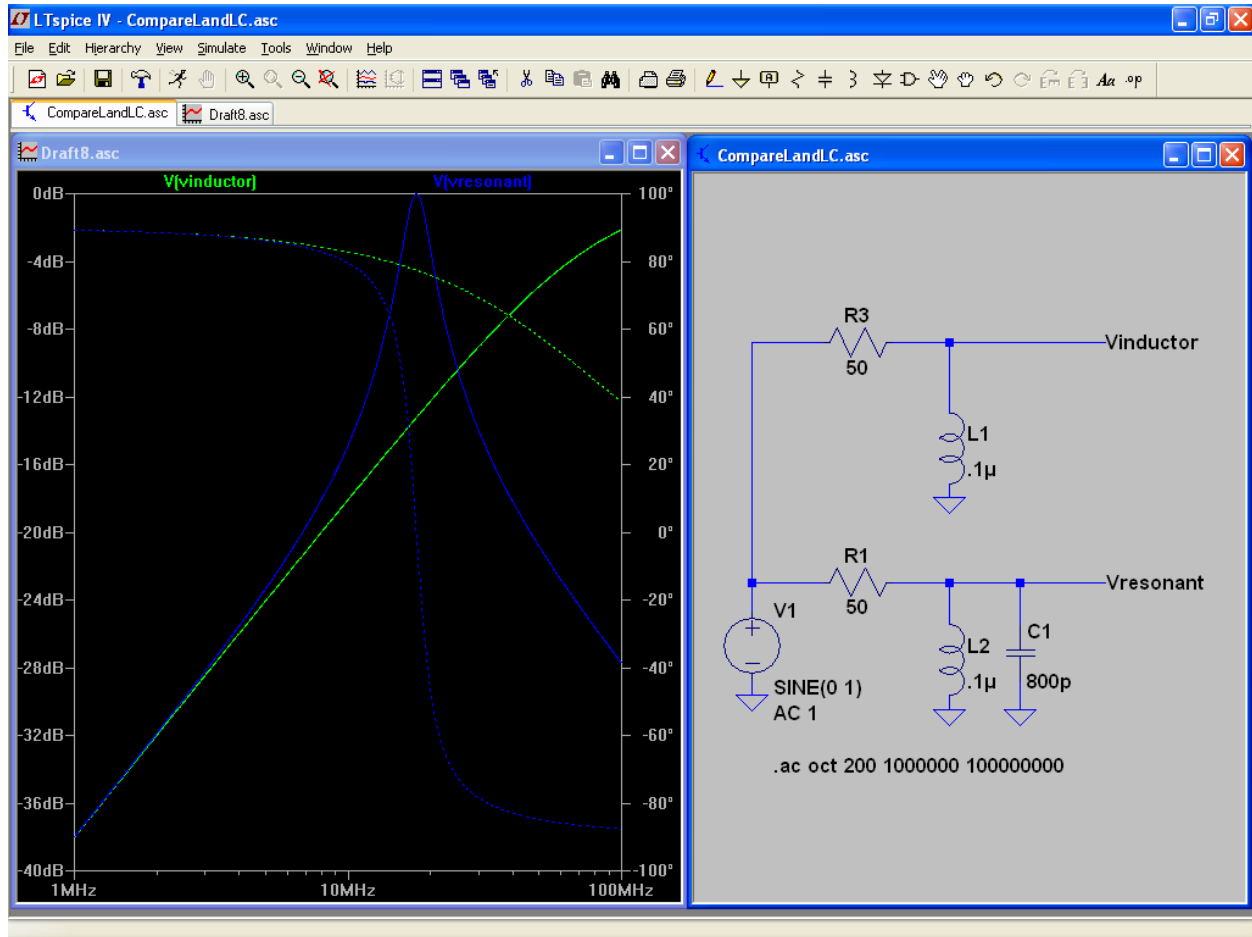 LTspice IV - CompareLandLC.asc
File Edit Hierarchy View Simulate Tools Window Help
Aa .op
CompareLandLC.asc Draft8.asc
Draft8.asc
V(vinductor) V(vresonant)
0dB 100°
-4dB 80°
-8dB 60°
-12dB 40°
-16dB 20°
-20dB 0°
-24dB -20°
-28dB -40°
-32dB -60°
-36dB -80°
-40dB -100°
1MHz 10MHz 100MHz
CompareLandLC.asc
R3
50
Vinductor
L1
.1µ
R1
50
Vresonant
V1
SINE(0 1)
AC 1
L2
.1µ
C1
800p
.ac oct 200 1000000 100000000